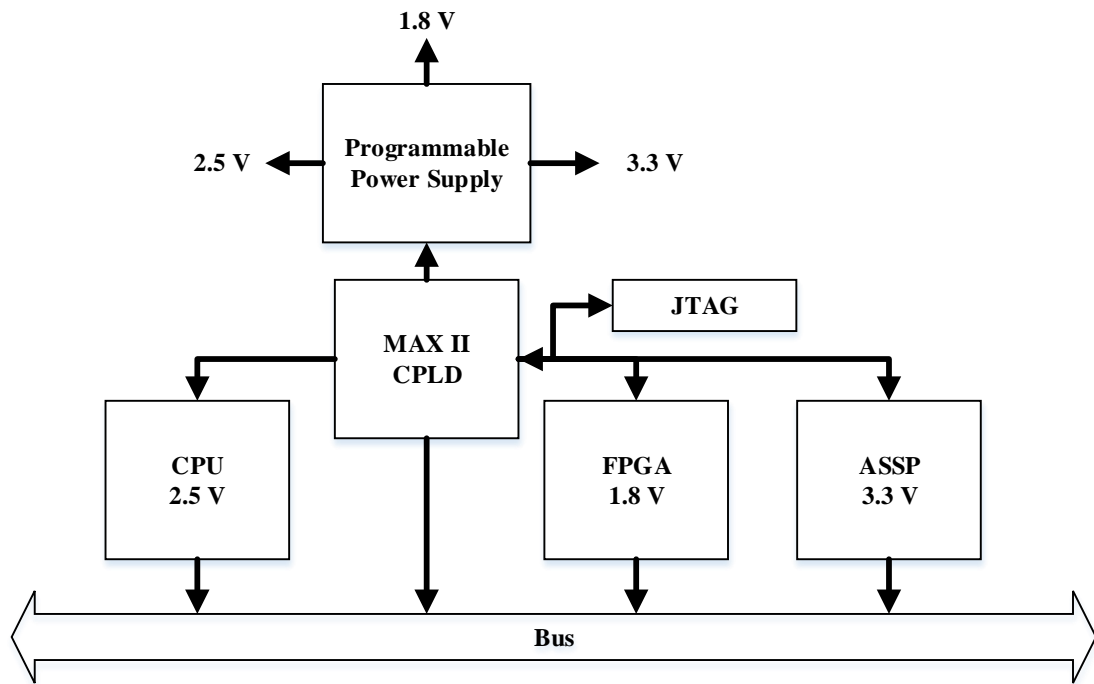 1.8 V
Programmable
Power Supply
2.5 V
3.3 V
JTAG
MAX II
CPLD
CPU
2.5 V
FPGA
1.8 V
ASSP
3.3 V
Bus